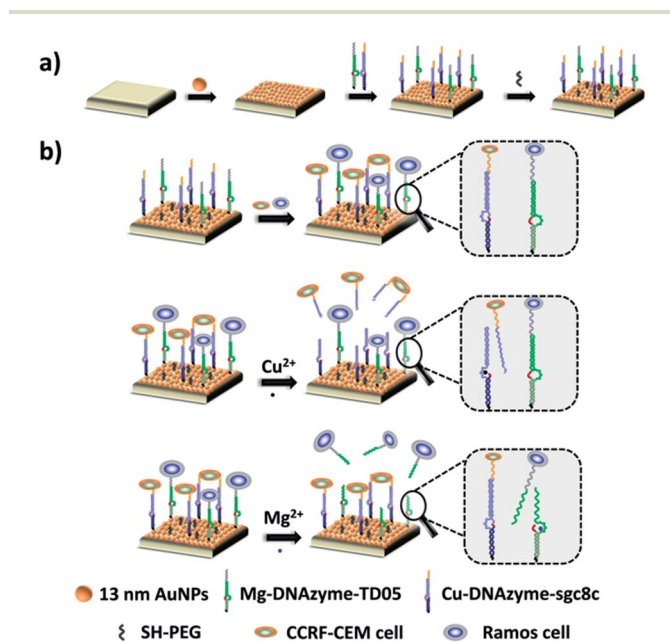 a)
b)
Cu2+
Mg2+
13 nm AuNPs Mg-DNAzyme-TD05 Cu-DNAzyme-sgc8c
SH-PEG CCRF-CEM cell Ramos cell